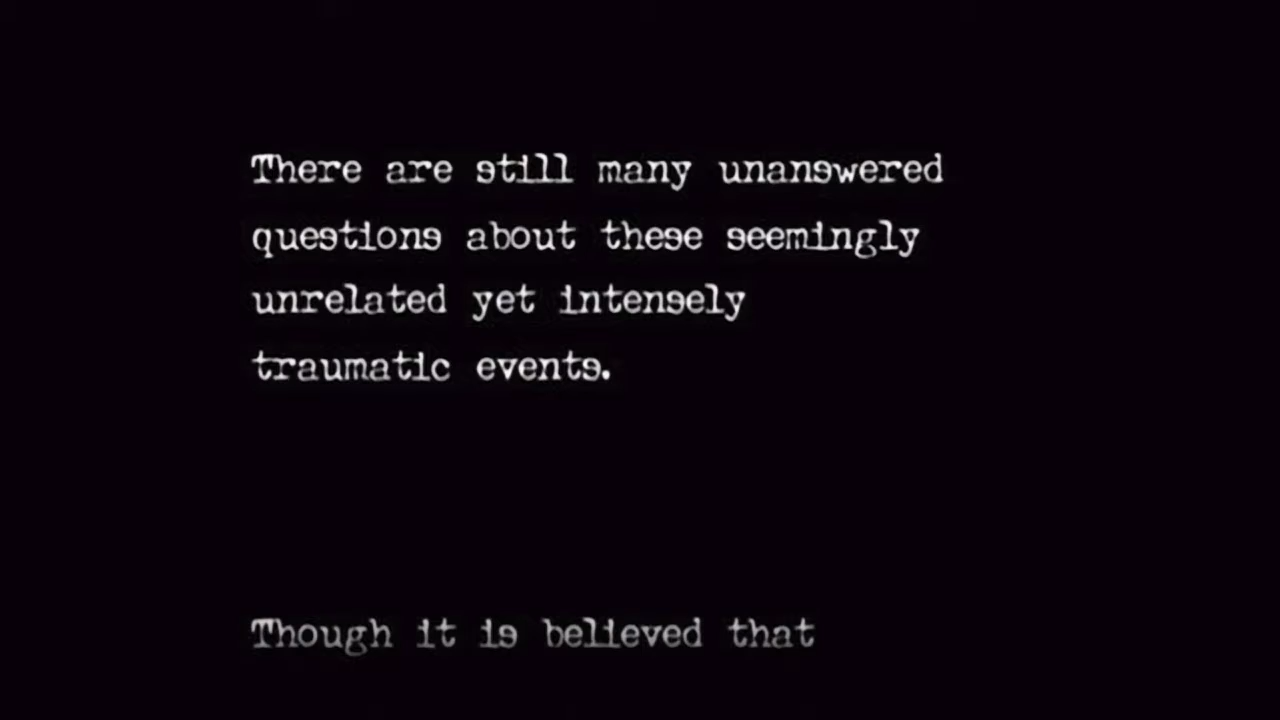 There are still many unanswered
questions about these seemingly
unrelated yet intensely
traumatic events.
Though it is believed that